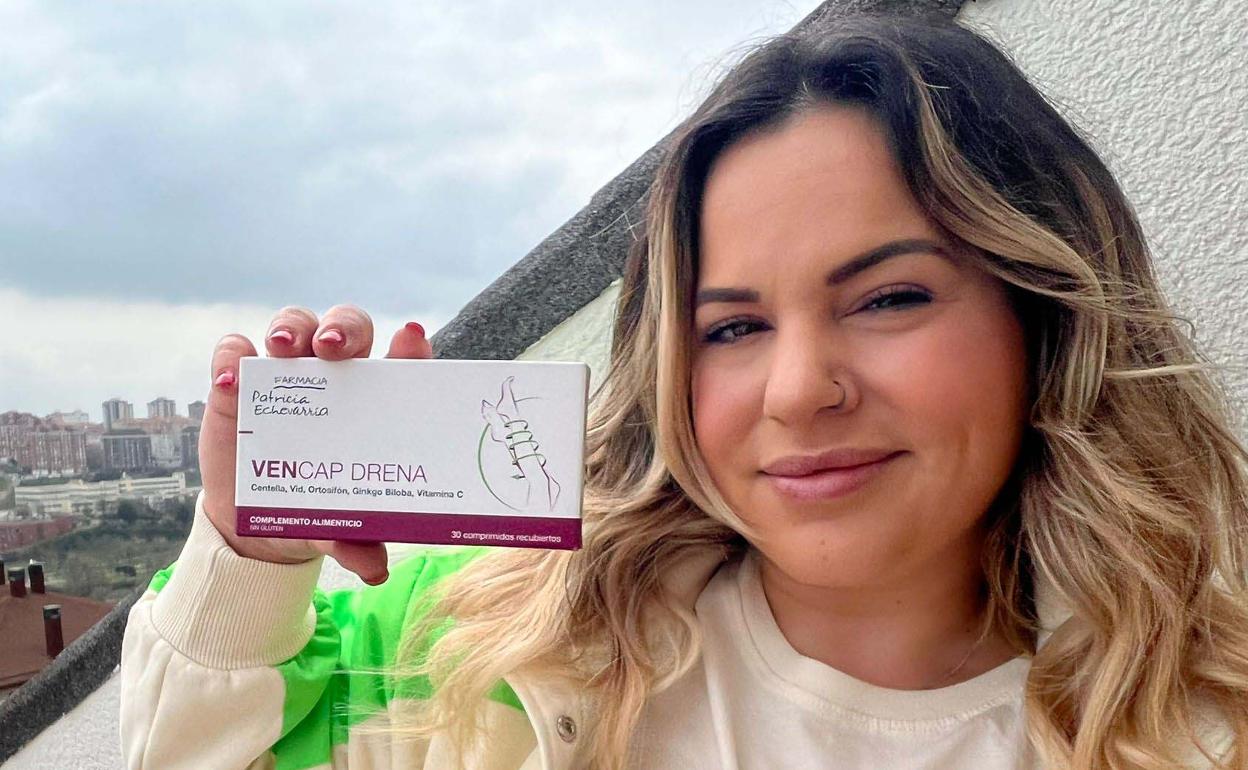 FARMACIA
Patricia
Echevarría
VENCAP DRENA
Centella, Vid, Ortosifón, Ginkgo Biloba, Vitamina C
COMPLEMENTO ALIMENTICIO
SIN GLUTEN
30 comprimidos recubiertos